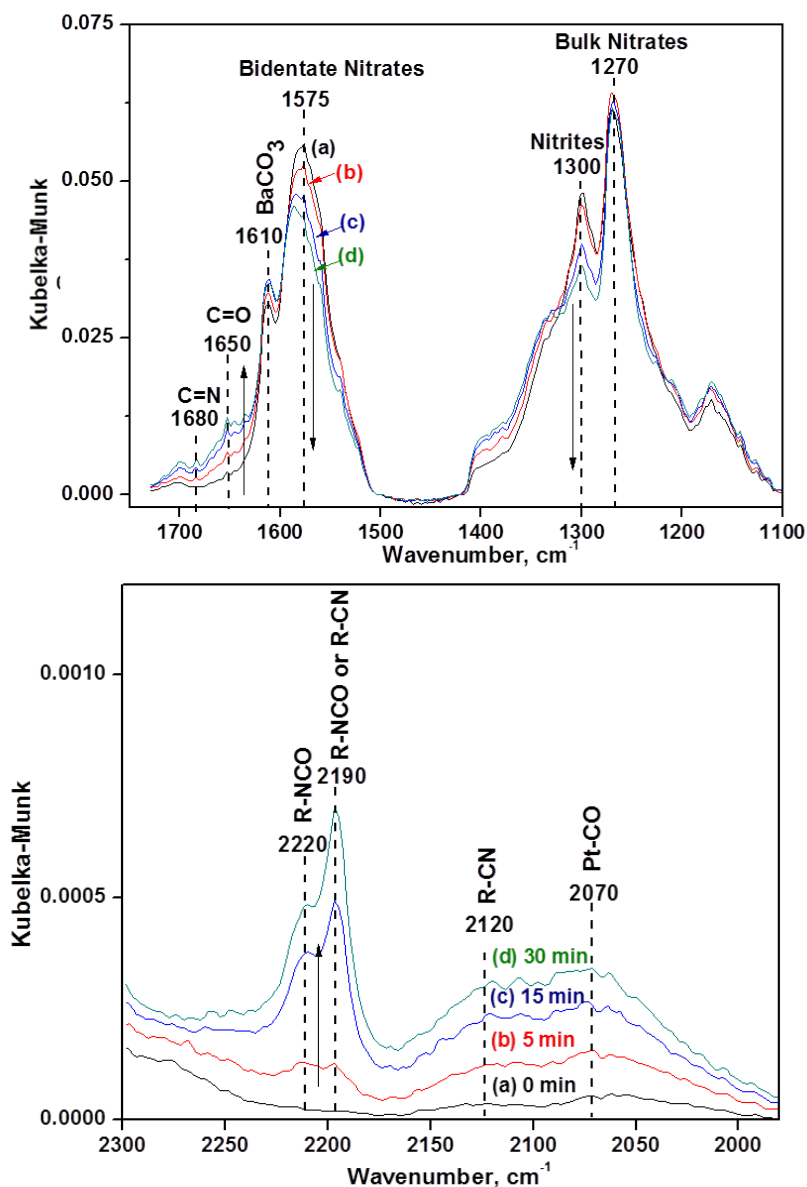 0.075
0.050
0.025
0.000
Kubelka-Munk
Bidentate Nitrates
1575
Bulk Nitrates
1270
Nitrites
1300
BaCO3
1610
(a)
(b)
(c)
(d)
C=O
1650
C=N
1680
1700 1600 1500 1400 1300 1200 1100
Wavenumber, cm-1
0.0010
0.0005
0.0000
Kubelka-Munk
R-NCO
2220
R-NCO or R-CN
2190
R-CN
2120
Pt-CO
2070
(d) 30 min
(c) 15 min
(b) 5 min
(a) 0 min
2300 2250 2200 2150 2100 2050 2000
Wavenumber, cm-1